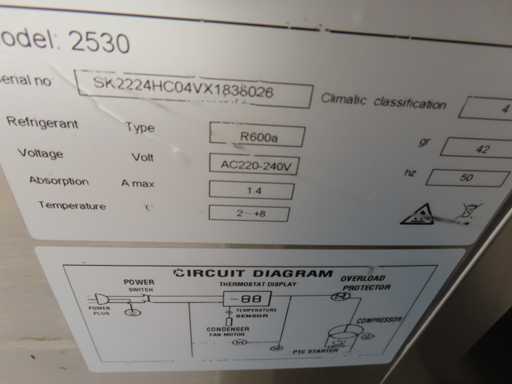 odel: 2530
erial no SK2224HC04VX1838026
Climatic classification 4
Refrigerant Type R600a gr 42
Voltage Volt AC220-240V hz 50
Absorption A max 1.4
Temperature 2--+8
CIRCUIT DIAGRAM
POWER SWITCH
THERMOSTAT DISPLAY
-88
OVERLOAD PROTECTOR
POWER PLUG
TEMPERATURE SENSOR
COMPRESSOR
CONDENSER FAN MOTOR
PTC STARTER